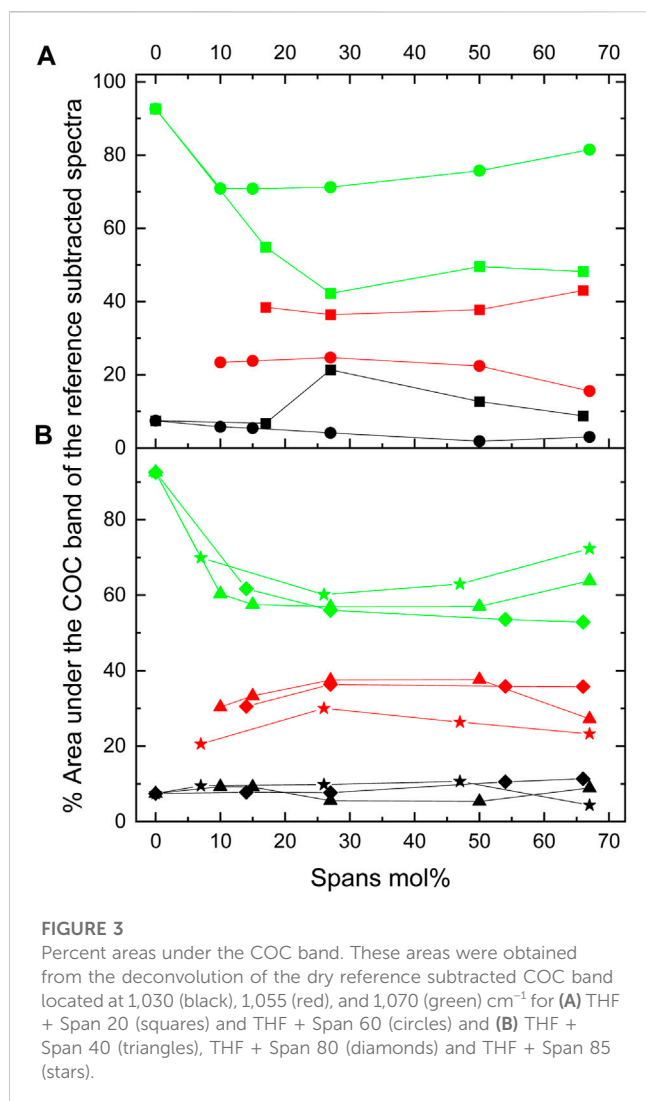 A
0 10 20 30 40 50 60 70
100
80
60
40
20
0
B
80
60
40
20
0
% Area under the COC band of the reference subtracted spectra
0 10 20 30 40 50 60 70
Spans mol%
FIGURE 3
Percent areas under the COC band. These areas were obtained
from the deconvolution of the dry reference subtracted COC band
located at 1,030 (black), 1,055 (red), and 1,070 (green) cm⁻¹ for (A) THF
+ Span 20 (squares) and THF + Span 60 (circles) and (B) THF +
Span 40 (triangles), THF + Span 80 (diamonds) and THF + Span 85
(stars).